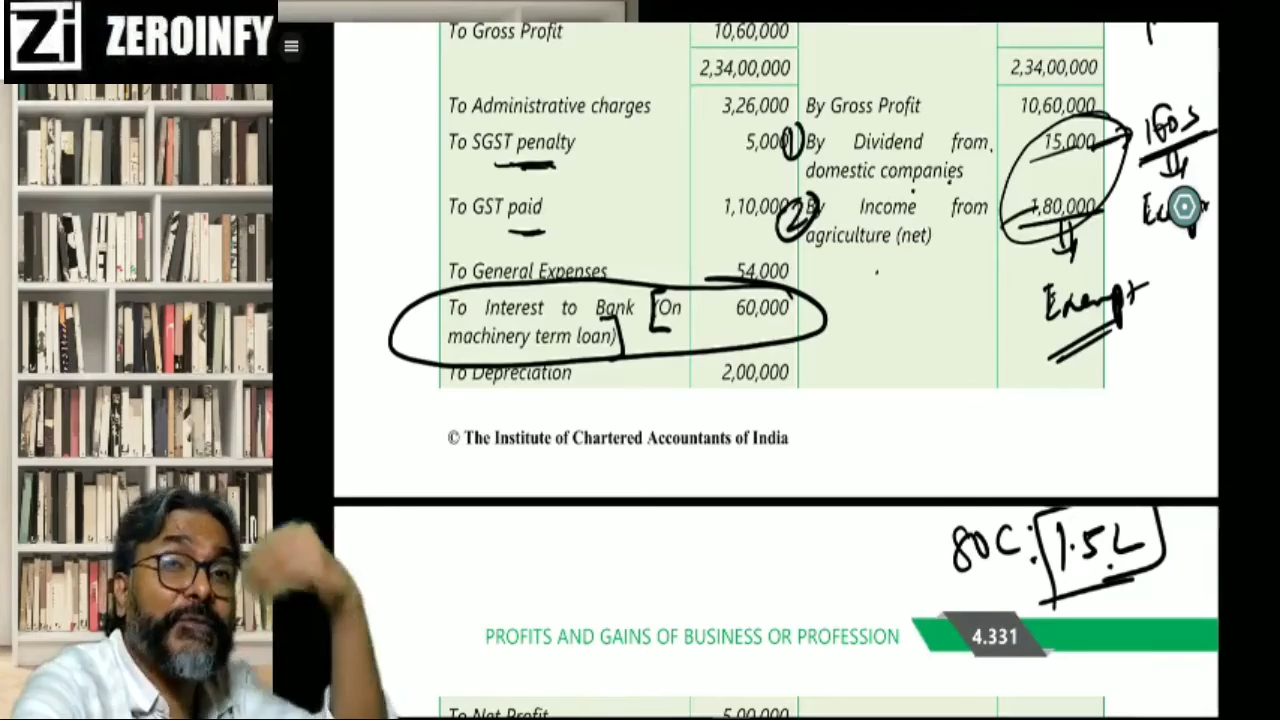 Zi ZEROINFY
To Gross Profit 10,60,000
2,34,00,000 2,34,00,000
To Administrative charges 3,26,000 By Gross Profit 10,60,000
To SGST penalty 5,000 ① By Dividend from 15,000
domestic companies
To GST paid 1,10,000 ② By Income from 1,80,000
agriculture (net)
Exempt
To General Expenses 54,000
To Interest to Bank (On 60,000
machinery term loan)
To Depreciation 2,00,000
© The Institute of Chartered Accountants of India
80C: 1.5L
PROFITS AND GAINS OF BUSINESS OR PROFESSION 4.331
To Net Profit 5,00,000